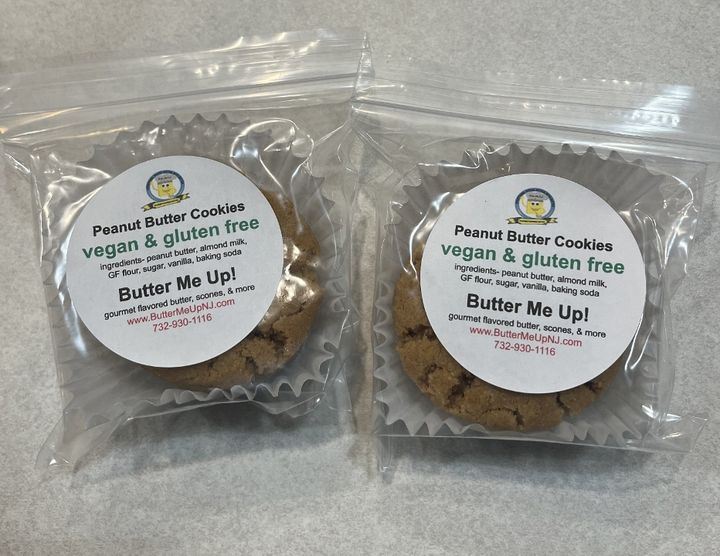 Peanut Butter Cookies
vegan & gluten free
ingredients- peanut butter, almond milk,
GF flour, sugar, vanilla, baking soda
Butter Me Up!
gourmet flavored butter, scones, & more
www.ButterMeUpNJ.com
732-930-1116
Peanut Butter Cookies
vegan & gluten free
ingredients- peanut butter, almond milk,
GF flour, sugar, vanilla, baking soda
Butter Me Up!
gourmet flavored butter, scones, & more
www.ButterMeUpNJ.com
732-930-1116